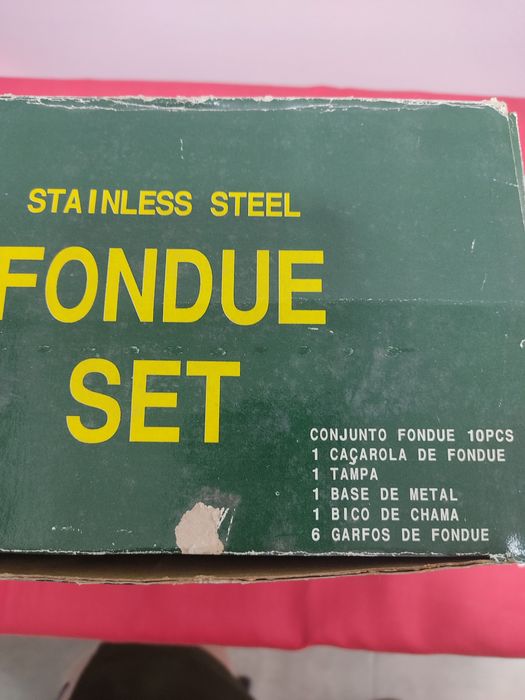 STAINLESS STEEL
FONDUE
SET
CONJUNTO FONDUE 10PCS
1 CAÇAROLA DE FONDUE
1 TAMPA
1 BASE DE METAL
1 BICO DE CHAMA
6 GARFOS DE FONDUE